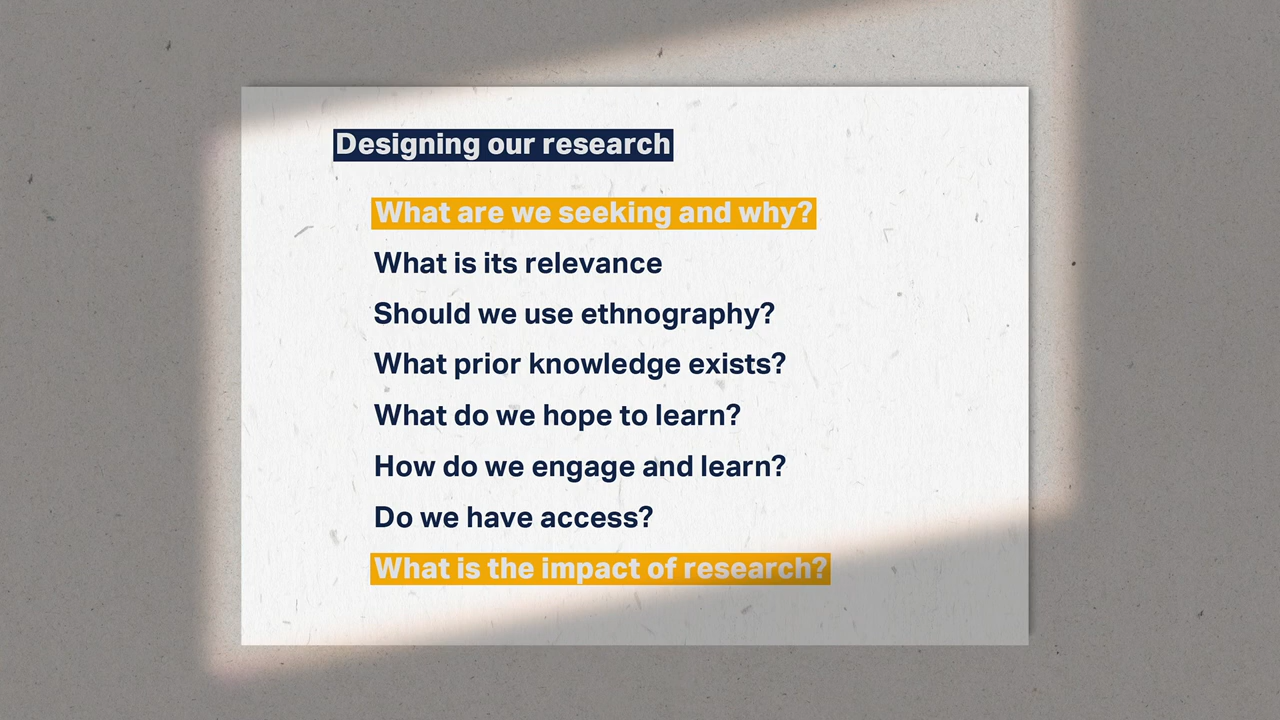 Designing our research
What are we seeking and why?
What is its relevance
Should we use ethnography?
What prior knowledge exists?
What do we hope to learn?
How do we engage and learn?
Do we have access?
What is the impact of research?